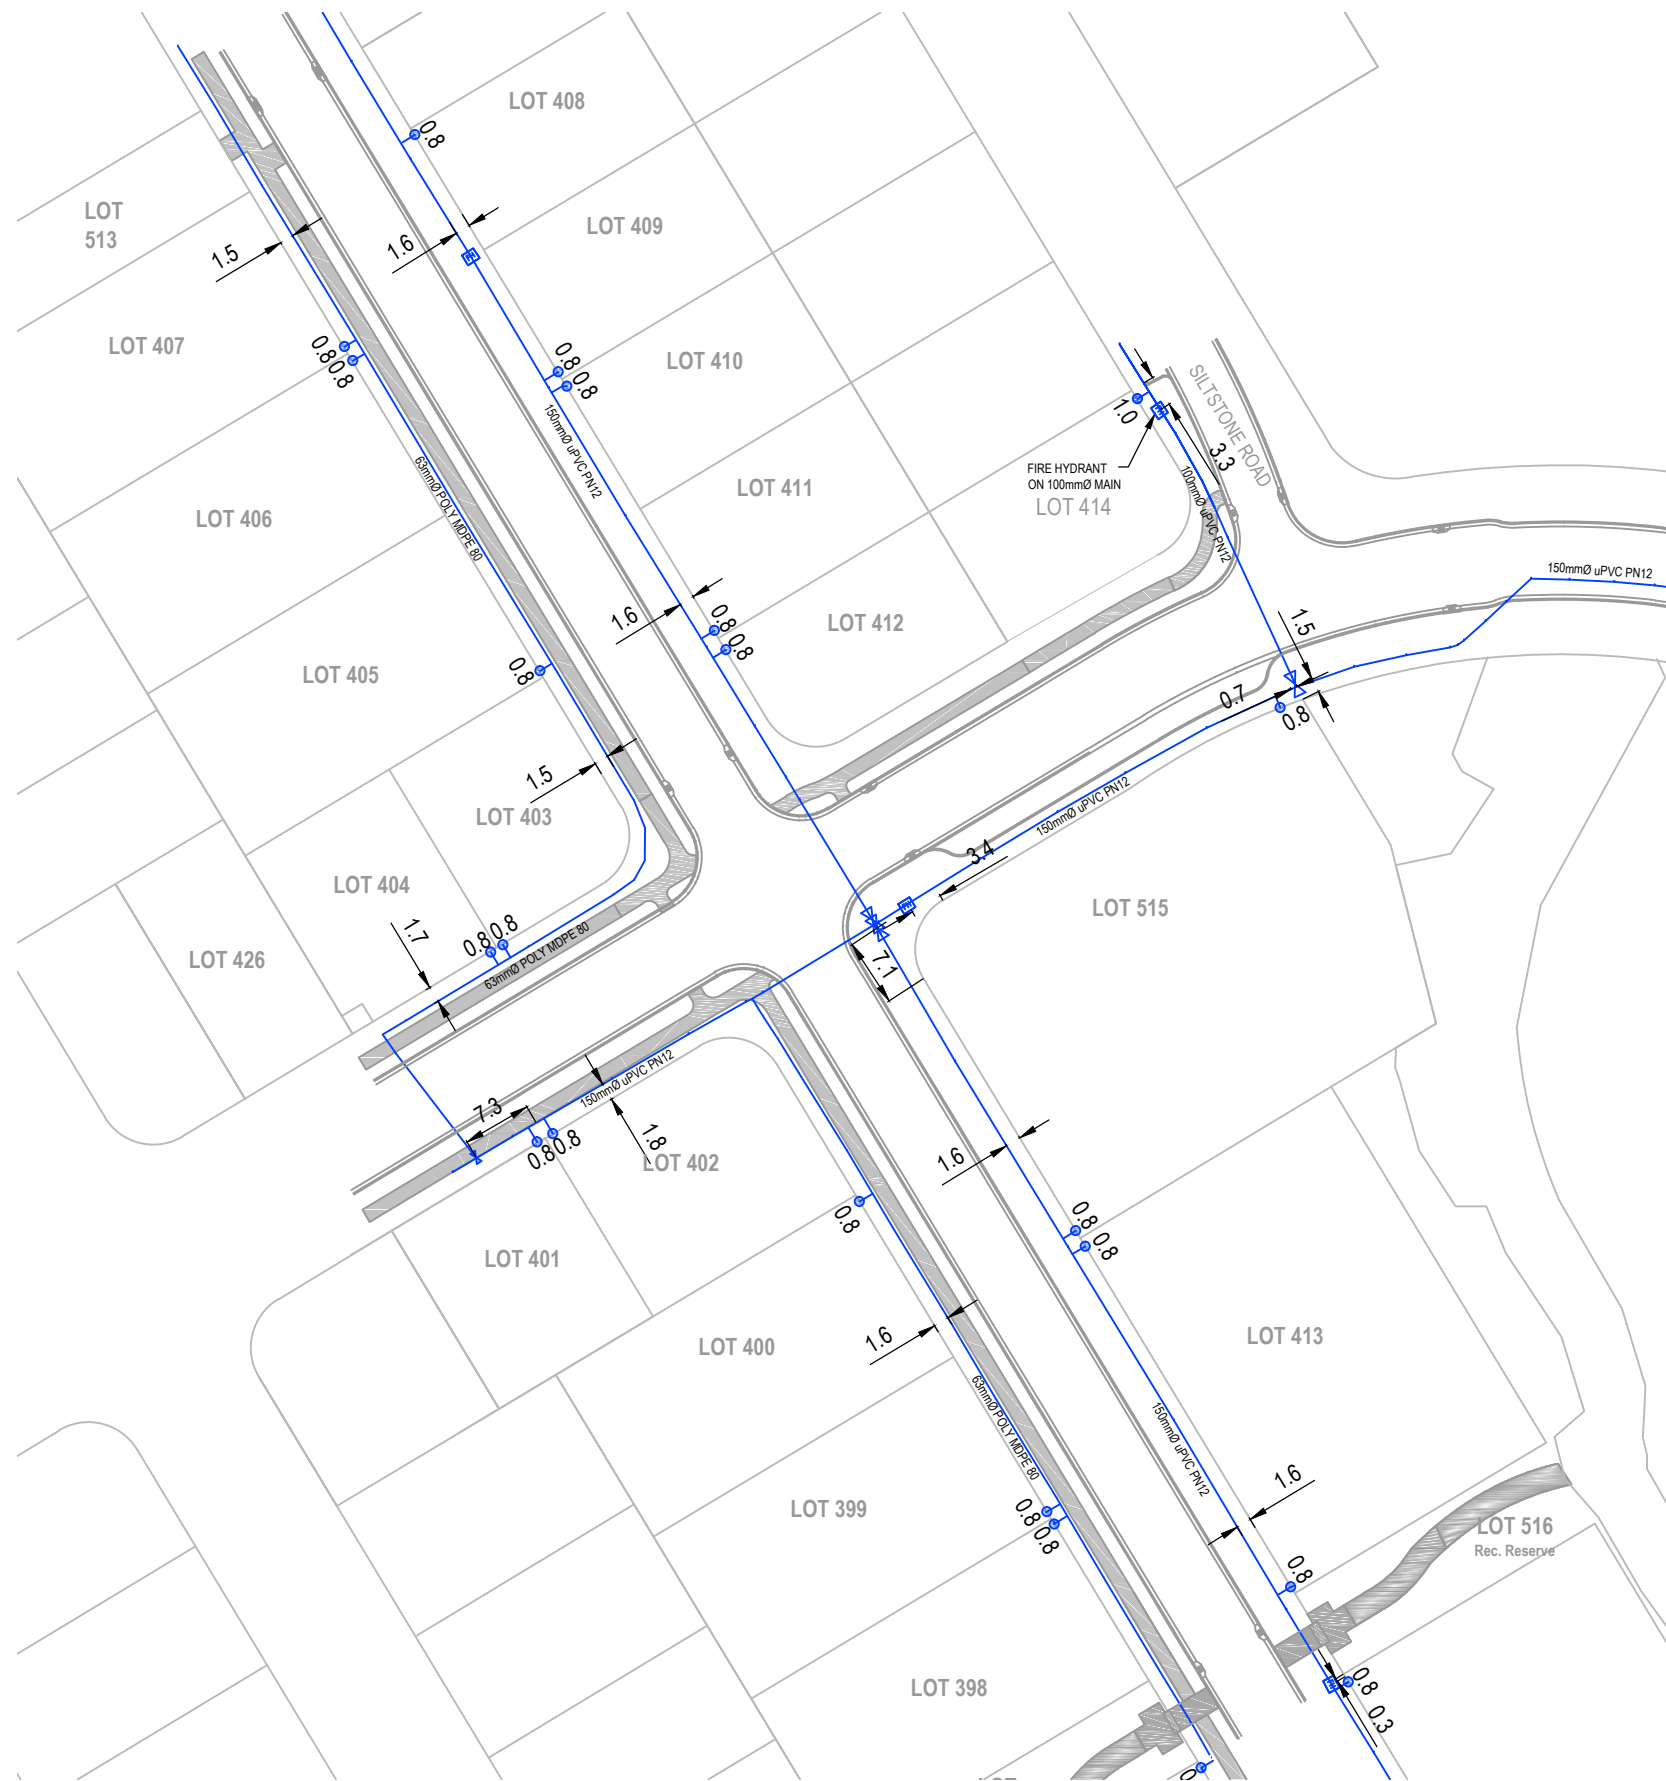 LOT 408
0.8
LOT
513
1.5
1.6
LOT 409
LOT 407
0.8
0.8
0.8
0.8
LOT 410
150mmØ uPVC PN12
SILTSTONE ROAD
1.0
3.3
FIRE HYDRANT
ON 100mmØ MAIN
LOT 414
100mmØ uPVC PN12
LOT 411
63mmØ POLY MDPE 80
LOT 406
150mmØ uPVC PN12
1.6
0.8
0.8
LOT 412
1.5
LOT 405
0.8
0.7
0.8
1.5
LOT 403
150mmØ uPVC PN12
3.4
LOT 404
LOT 515
1.7
0.8
0.8
LOT 426
63mmØ POLY MDPE 80
7.1
150mmØ uPVC PN12
7.3
0.8
0.8
1.8
LOT 402
1.6
0.8
0.8
0.8
LOT 401
LOT 400
1.6
LOT 413
63mmØ POLY MDPE 80
150mmØ uPVC PN12
1.6
LOT 399
0.8
0.8
LOT 516
Rec. Reserve
0.8
LOT 398
0.8
0.3